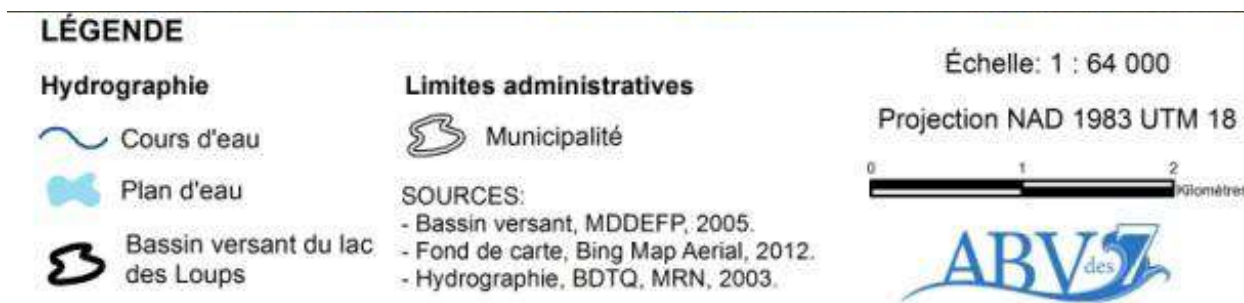 LÉGENDE
Hydrographie
Cours d'eau
Plan d'eau
Bassin versant du lac
des Loups
Limites administratives
Municipalité
SOURCES:
- Bassin versant, MDDEFP, 2005.
- Fond de carte, Bing Map Aerial, 2012.
- Hydrographie, BDTQ, MRN, 2003.
Échelle: 1 : 64 000
Projection NAD 1983 UTM 18
0 1 2
Kilomètres
ABV des 7